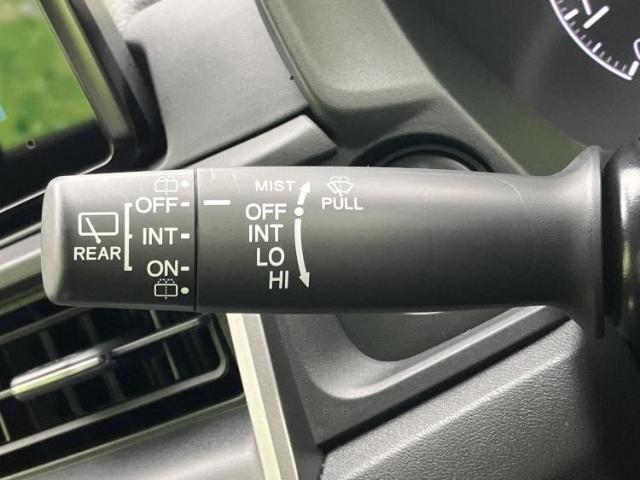 REAR
OFF
INT
ON
MIST
OFF
INT
LO
HI
PULL